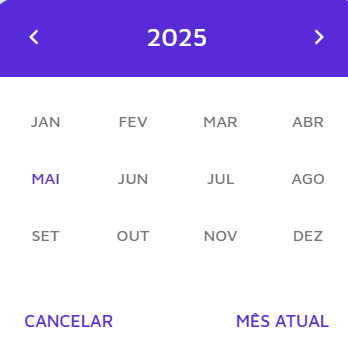 2025
JAN FEV MAR ABR
MAI JUN JUL AGO
SET OUT NOV DEZ
CANCELAR MÊS ATUAL